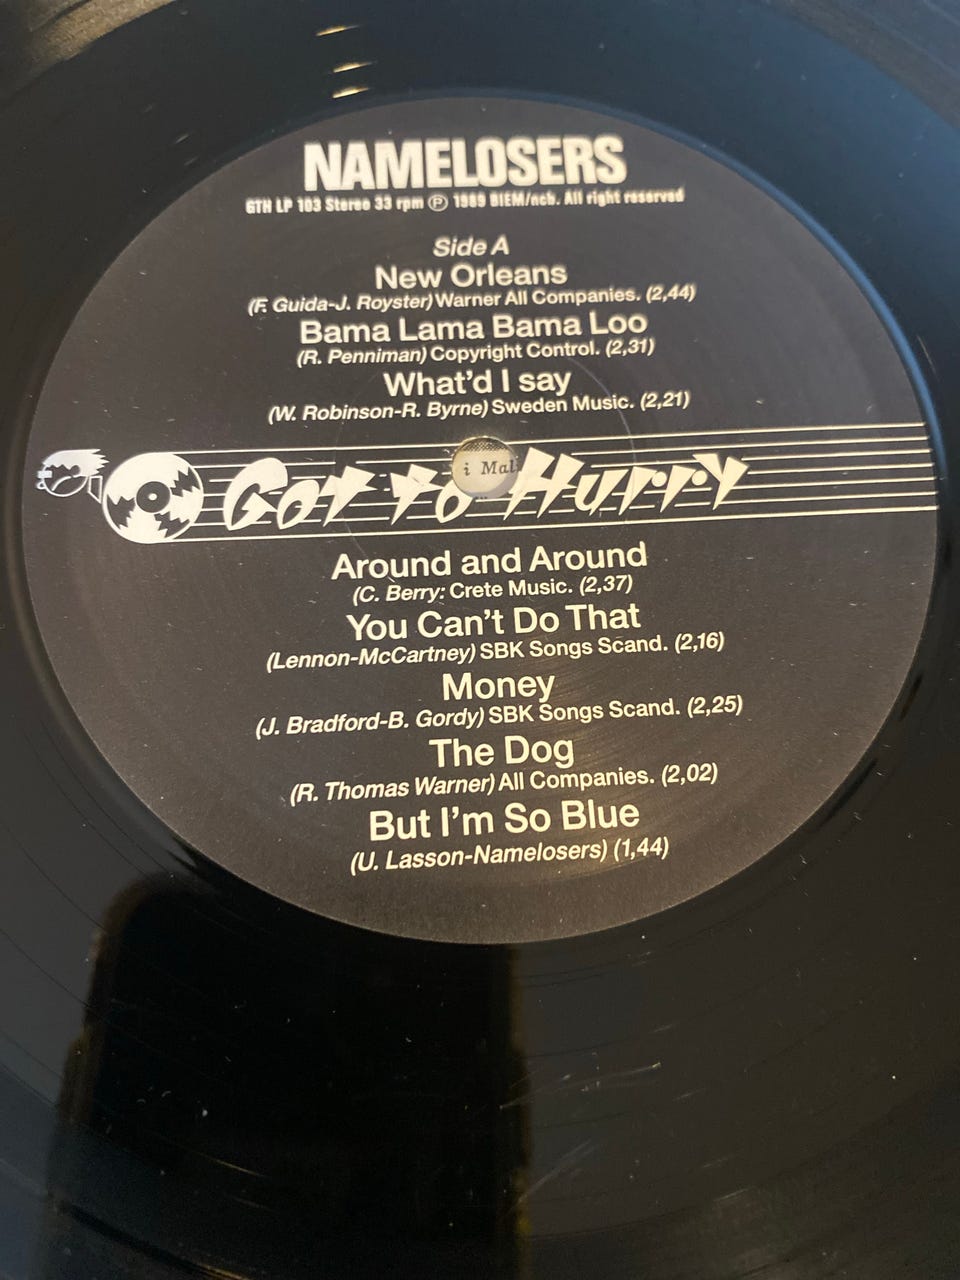 NAMELOSERS
GTH LP 103 Stereo 33 rpm Ⓟ 1989 BIEM/ncb. All right reserved
Side A
New Orleans
(F. Guida-J. Royster) Warner All Companies. (2,44)
Bama Lama Bama Loo
(R. Penniman) Copyright Control. (2,31)
What'd I say
(W. Robinson-R. Byrne) Sweden Music. (2,21)
i Mal
Got to Hurry
Around and Around
(C. Berry: Crete Music. (2,37)
You Can't Do That
(Lennon-McCartney) SBK Songs Scand. (2,16)
Money
(J. Bradford-B. Gordy) SBK Songs Scand. (2,25)
The Dog
(R. Thomas Warner) All Companies. (2,02)
But I'm So Blue
(U. Lasson-Namelosers) (1,44)